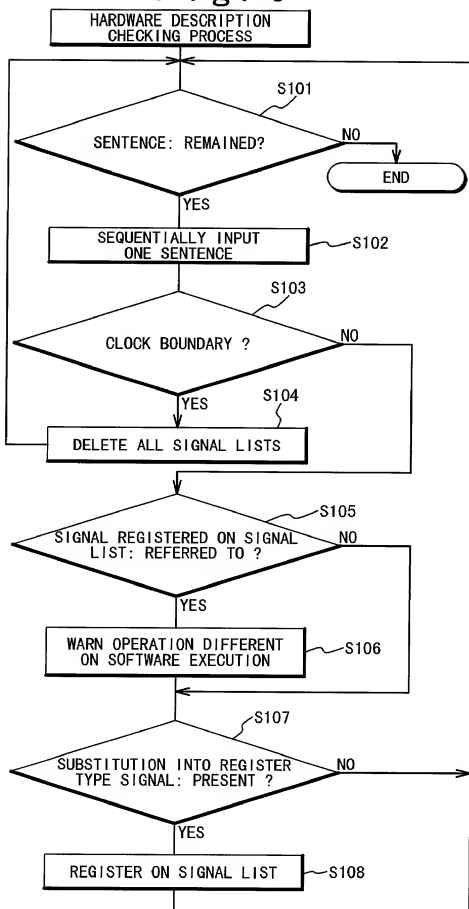 HARDWARE DESCRIPTION
CHECKING PROCESS
S101
SENTENCE: REMAINED?
NO
END
YES
SEQUENTIALLY INPUT
ONE SENTENCE
S102
S103
CLOCK BOUNDARY ?
NO
YES
S104
DELETE ALL SIGNAL LISTS
S105
SIGNAL REGISTERED ON SIGNAL
LIST: REFERRED TO ?
NO
YES
WARN OPERATION DIFFERENT
ON SOFTWARE EXECUTION
S106
S107
SUBSTITUTION INTO REGISTER
TYPE SIGNAL: PRESENT ?
NO
YES
REGISTER ON SIGNAL LIST
S108